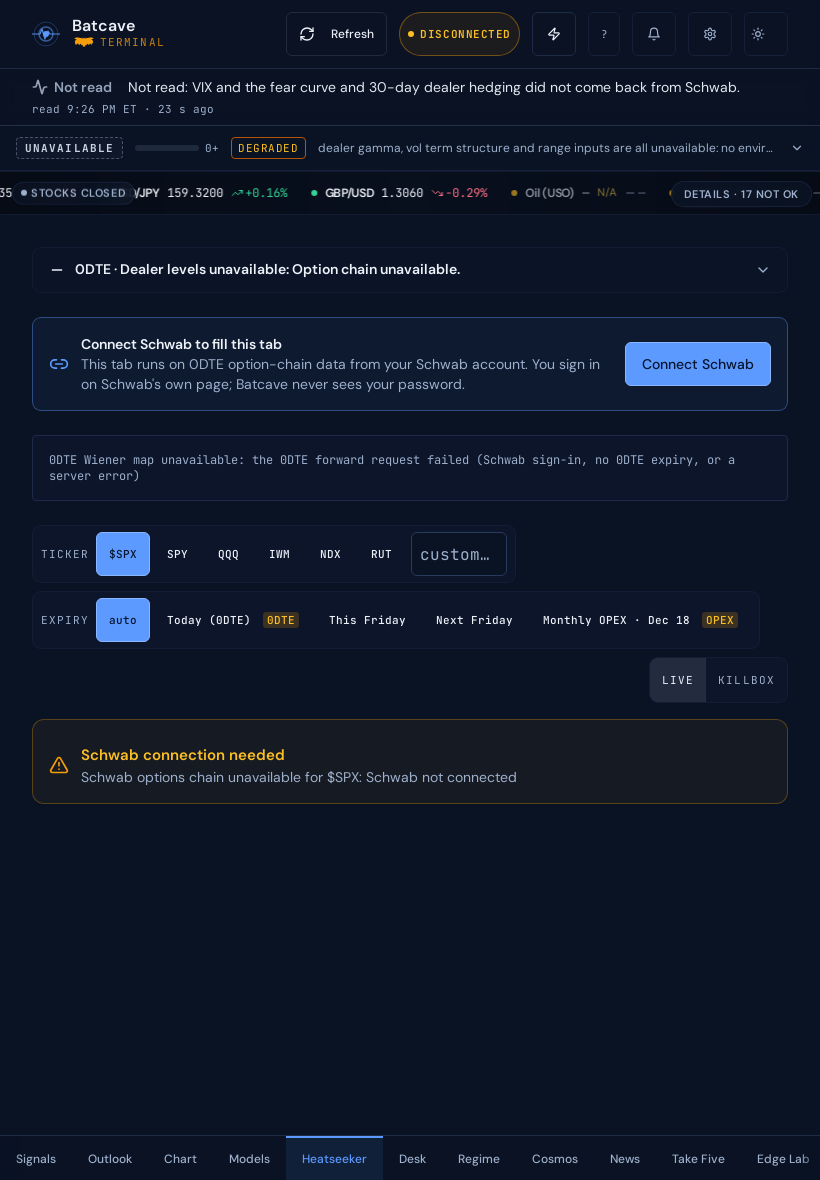 Batcave
TERMINAL
Refresh
DISCONNECTED
?
Not read Not read: VIX and the fear curve and 30-day dealer hedging did not come back from Schwab.
read 9:26 PM ET · 23 s ago
UNAVAILABLE 0+ DEGRADED dealer gamma, vol term structure and range inputs are all unavailable: no envir…
35 STOCKS CLOSED /JPY 159.3200 +0.16% GBP/USD 1.3060 -0.29% Oil (USO) — N/A — — DETAILS · 17 NOT OK
0DTE · Dealer levels unavailable: Option chain unavailable.
Connect Schwab to fill this tab
This tab runs on 0DTE option-chain data from your Schwab account. You sign in
on Schwab's own page; Batcave never sees your password.
Connect Schwab
0DTE Wiener map unavailable: the 0DTE forward request failed (Schwab sign-in, no 0DTE expiry, or a
server error)
TICKER $SPX SPY QQQ IWM NDX RUT custom…
EXPIRY auto Today (0DTE) 0DTE This Friday Next Friday Monthly OPEX · Dec 18 OPEX
LIVE KILLBOX
Schwab connection needed
Schwab options chain unavailable for $SPX: Schwab not connected
Signals Outlook Chart Models Heatseeker Desk Regime Cosmos News Take Five Edge Lab